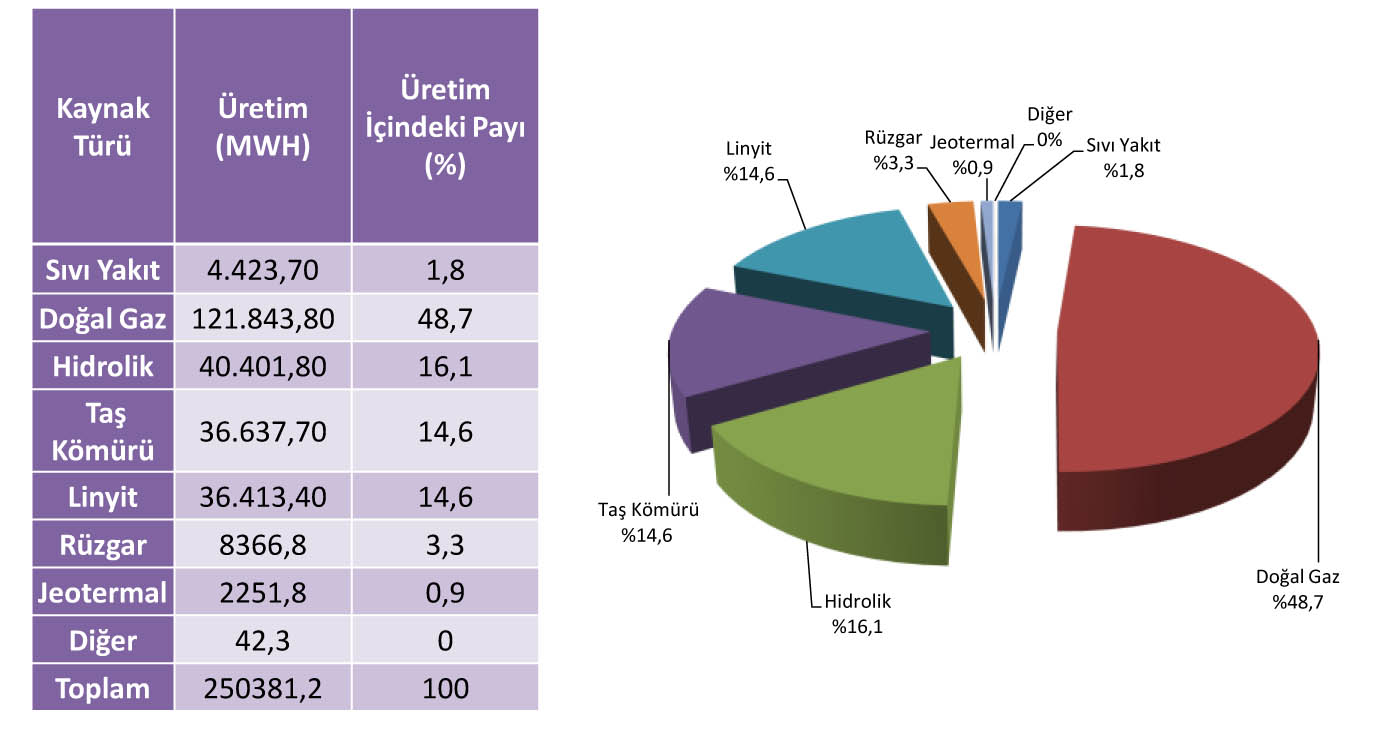 Kaynak
Türü
Üretim
(MWH)
Üretim
İçindeki Payı
(%)
Sıvı Yakıt 4.423,70 1,8
Doğal Gaz 121.843,80 48,7
Hidrolik 40.401,80 16,1
Taş
Kömürü 36.637,70 14,6
Linyit 36.413,40 14,6
Rüzgar 8366,8 3,3
Jeotermal 2251,8 0,9
Diğer 42,3 0
Toplam 250381,2 100
Linyit
%14,6
Rüzgar
%3,3
Jeotermal
%0,9
Diğer
0%
Sıvı Yakıt
%1,8
Taş Kömürü
%14,6
Hidrolik
%16,1
Doğal Gaz
%48,7